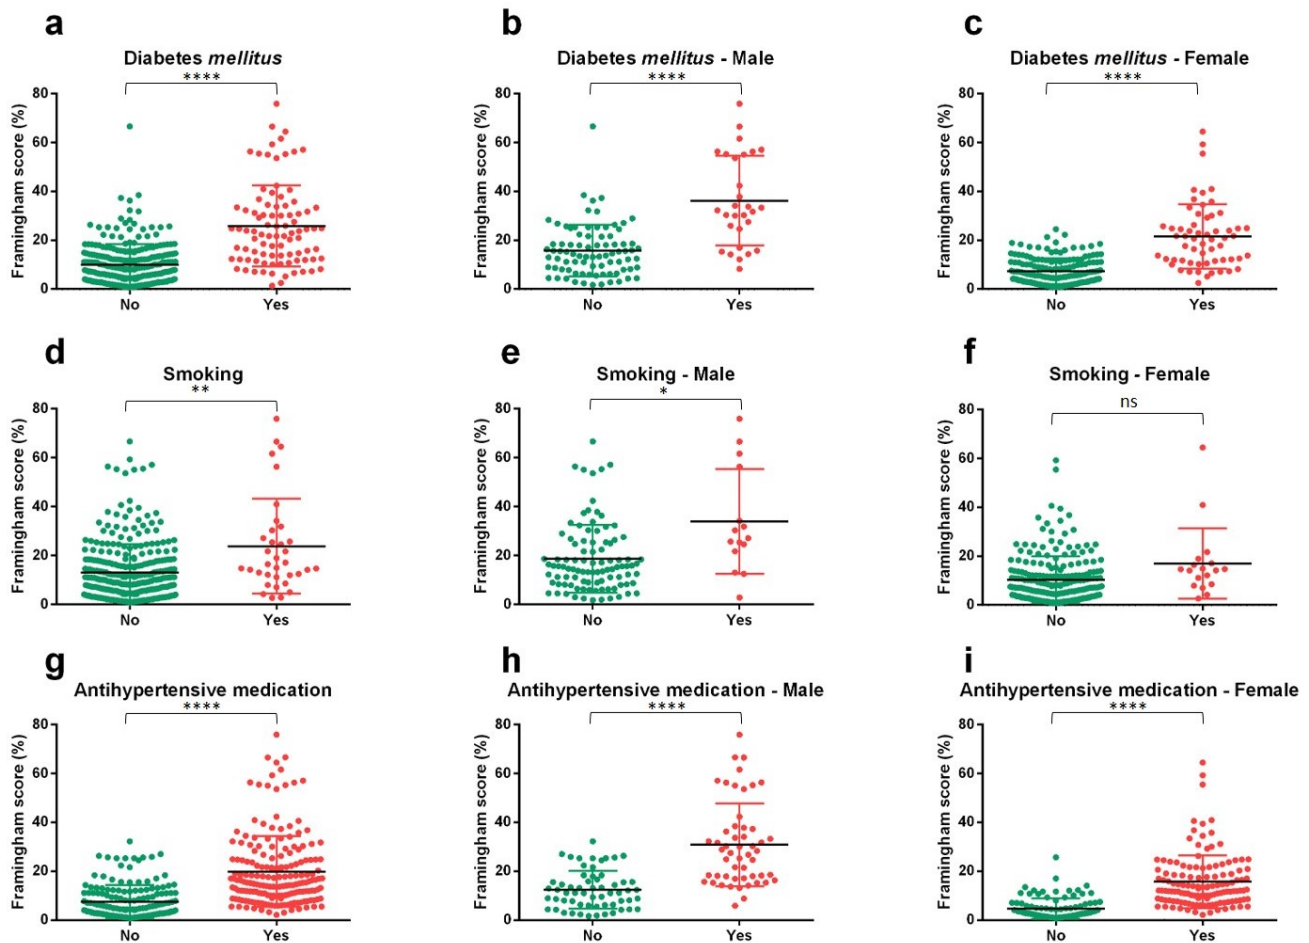 a
Diabetes mellitus
****
Framingham score (%)
80
60
40
20
0
No Yes
b
Diabetes mellitus - Male
****
Framingham score (%)
80
60
40
20
0
No Yes
c
Diabetes mellitus - Female
****
Framingham score (%)
80
60
40
20
0
No Yes
d
Smoking
**
Framingham score (%)
80
60
40
20
0
No Yes
e
Smoking - Male
*
Framingham score (%)
80
60
40
20
0
No Yes
f
Smoking - Female
ns
Framingham score (%)
80
60
40
20
0
No Yes
g
Antihypertensive medication
****
Framingham score (%)
80
60
40
20
0
No Yes
h
Antihypertensive medication - Male
****
Framingham score (%)
80
60
40
20
0
No Yes
i
Antihypertensive medication - Female
****
Framingham score (%)
80
60
40
20
0
No Yes